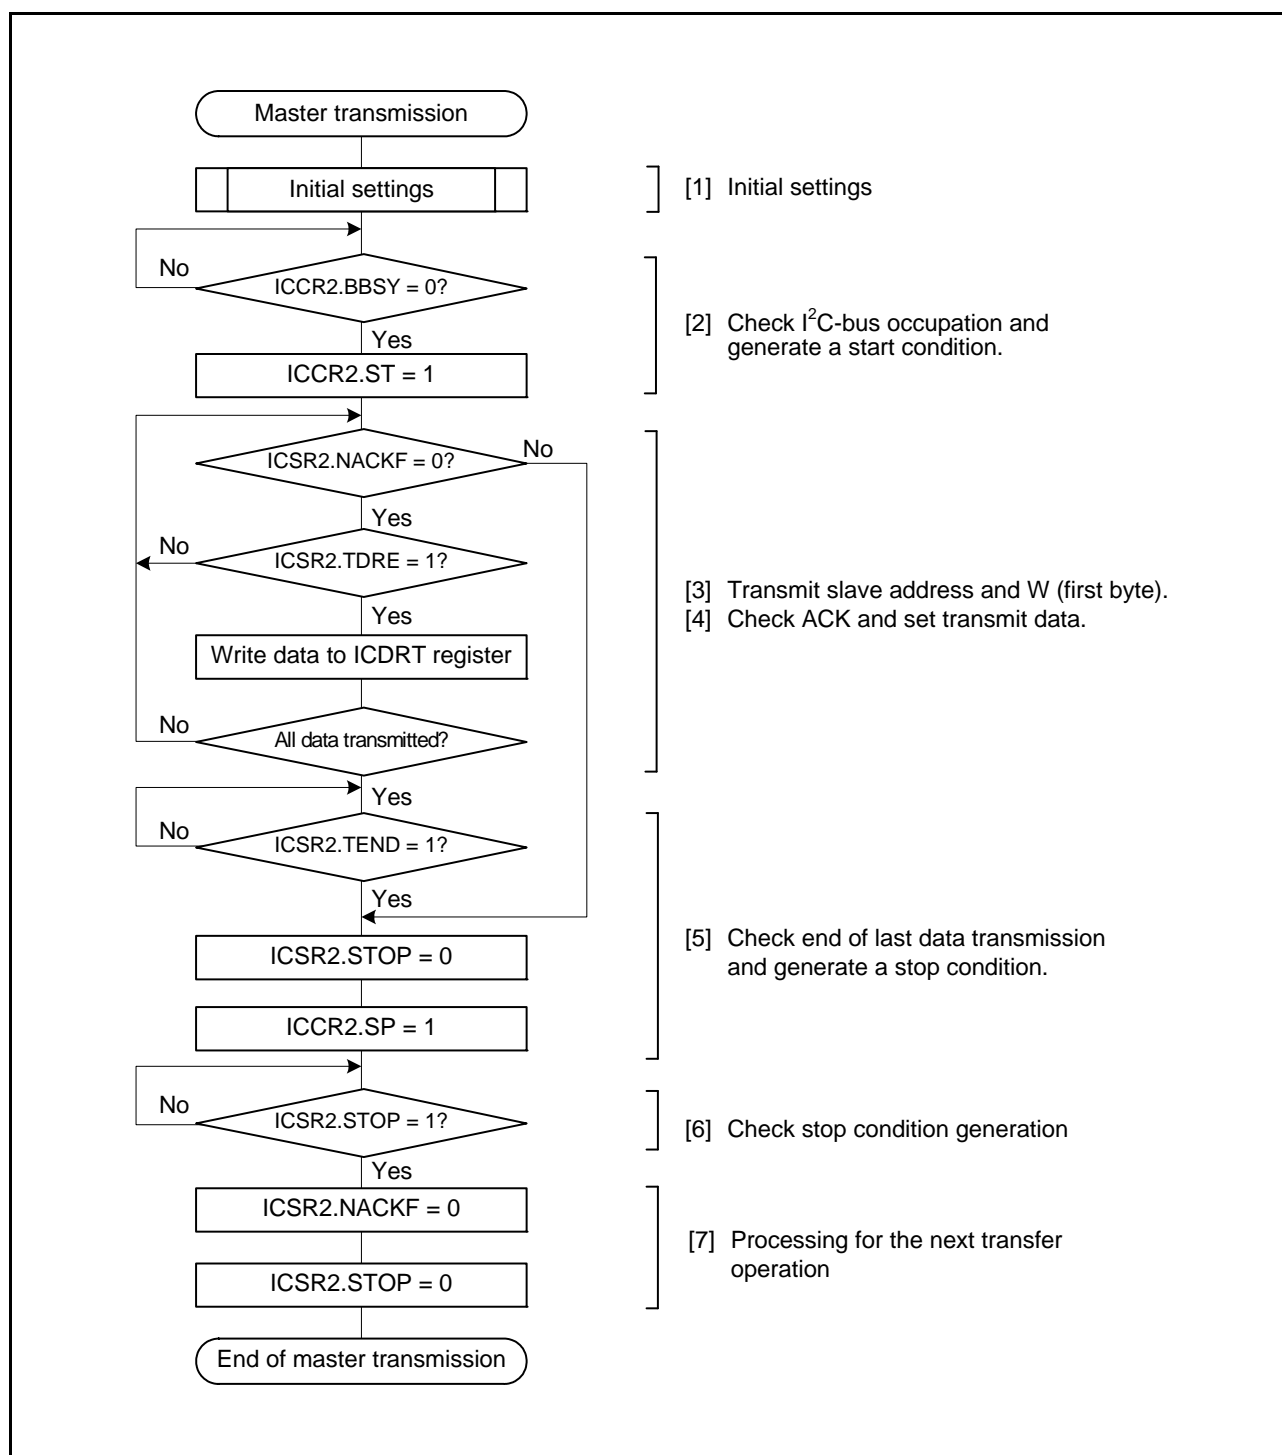 Master transmission
Initial settings
[1] Initial settings
No
ICCR2.BBSY = 0?
Yes
[2] Check I²C-bus occupation and
generate a start condition.
ICCR2.ST = 1
ICSR2.NACKF = 0?
No
Yes
No
ICSR2.TDRE = 1?
Yes
[3] Transmit slave address and W (first byte).
[4] Check ACK and set transmit data.
Write data to ICDRT register
No
All data transmitted?
Yes
No
ICSR2.TEND = 1?
Yes
[5] Check end of last data transmission
and generate a stop condition.
ICSR2.STOP = 0
ICCR2.SP = 1
No
ICSR2.STOP = 1?
[6] Check stop condition generation
Yes
ICSR2.NACKF = 0
[7] Processing for the next transfer
operation
ICSR2.STOP = 0
End of master transmission